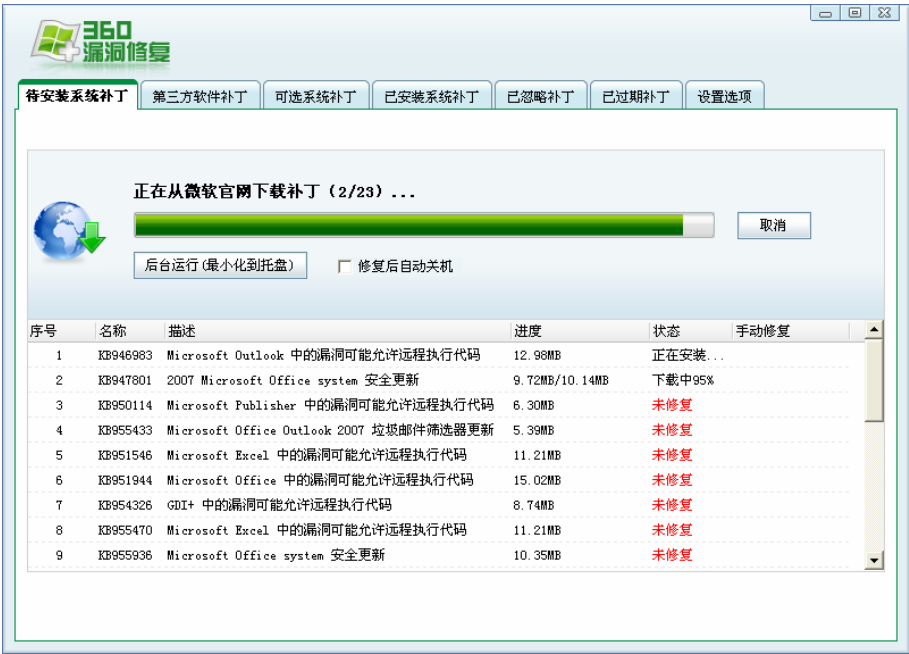 360
漏洞修复
待安装系统补丁 第三方软件补丁 可选系统补丁 已安装系统补丁 已忽略补丁 已过期补丁 设置选项
正在从微软官网下载补丁（2/23）...
取消
后台运行(最小化到托盘) 修复后自动关机
序号 名称 描述 进度 状态 手动修复
1 KB946983 Microsoft Outlook 中的漏洞可能允许远程执行代码 12.98MB 正在安装...
2 KB947801 2007 Microsoft Office system 安全更新 9.72MB/10.14MB 下载中95%
3 KB950114 Microsoft Publisher 中的漏洞可能允许远程执行代码 6.30MB 未修复
4 KB955433 Microsoft Office Outlook 2007 垃圾邮件筛选器更新 5.39MB 未修复
5 KB951546 Microsoft Excel 中的漏洞可能允许远程执行代码 11.21MB 未修复
6 KB951944 Microsoft Office 中的漏洞可能允许远程执行代码 15.02MB 未修复
7 KB954326 GDI+ 中的漏洞可能允许远程执行代码 8.74MB 未修复
8 KB955470 Microsoft Excel 中的漏洞可能允许远程执行代码 11.21MB 未修复
9 KB955936 Microsoft Office system 安全更新 10.35MB 未修复